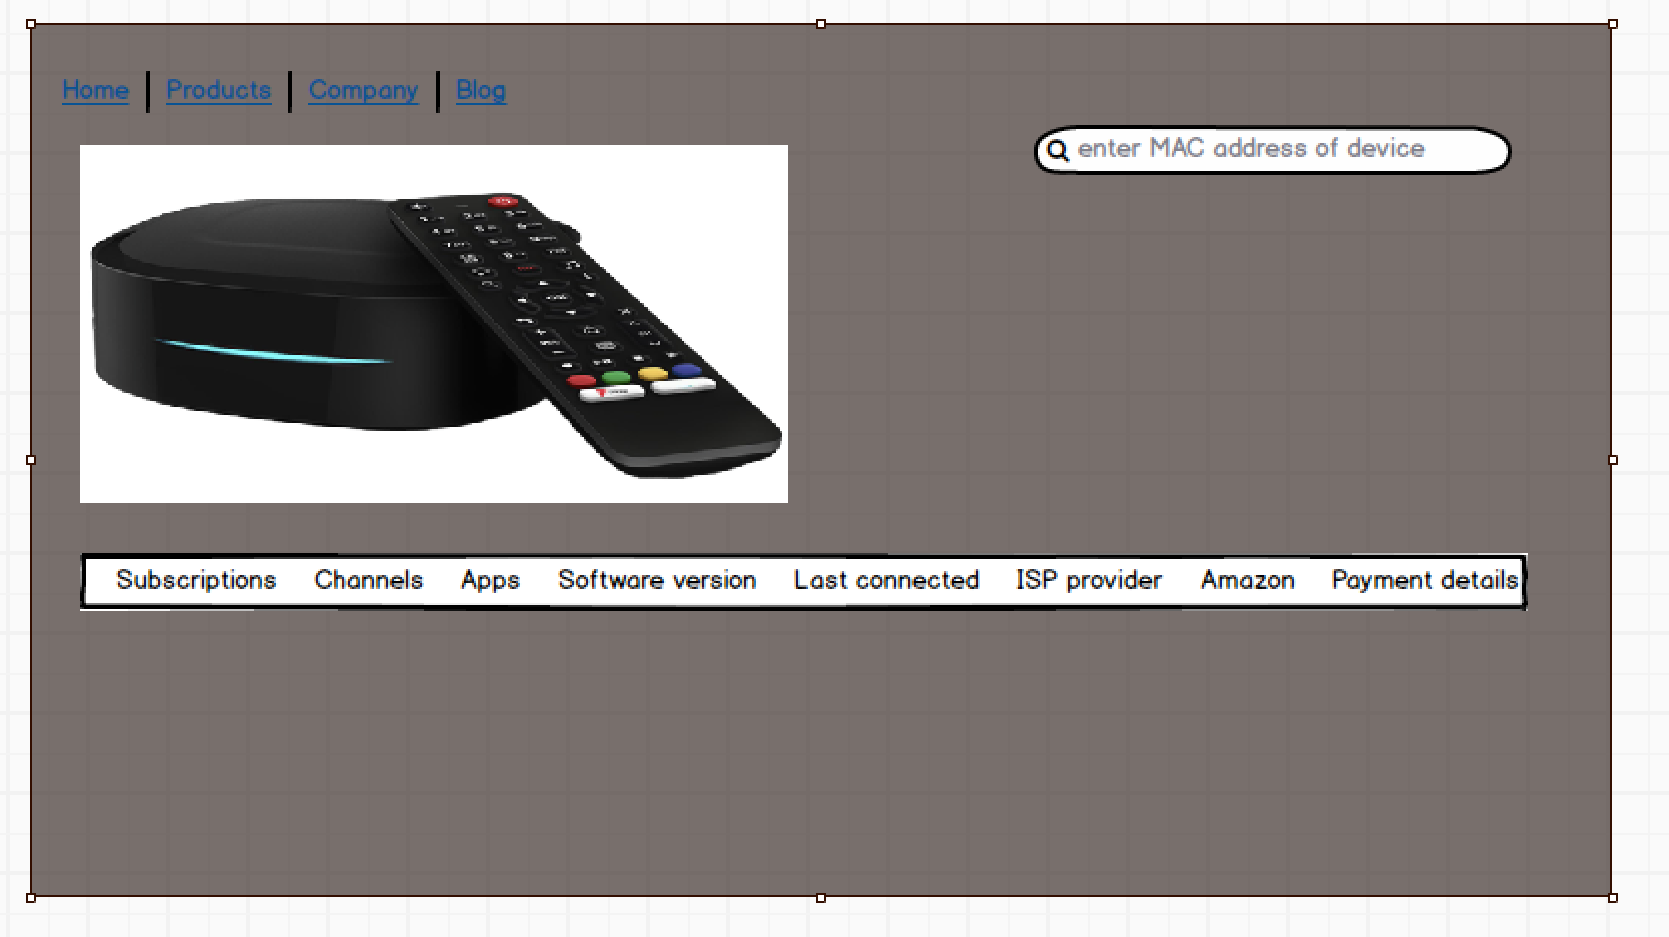 Home Products Company Blog
enter MAC address of device
Subscriptions Channels Apps Software version Last connected ISP provider Amazon Payment details